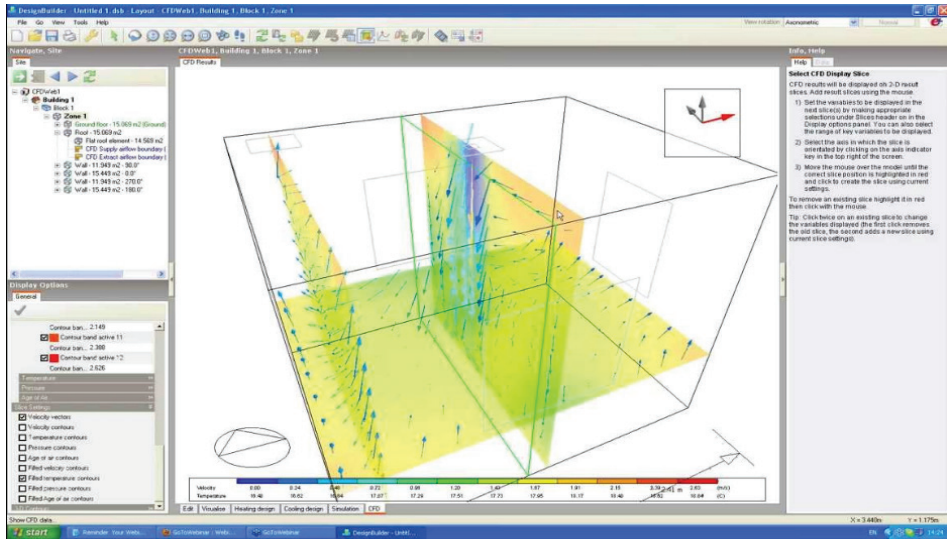 DesignBuilder - Untitled 1.dsb - Layout - CFDWeb1, Building 1, Block 1, Zone 1
File Go View Tools Help
View rotation Axonometric Normal
Navigate, Site
Site
CFDWeb1
Building 1
Block 1
Zone 1
Ground floor - 15.069 m2 (Ground
Roof - 15.069 m2
Flat roof element - 14.569 m2
CFD Supply airflow boundary (
CFD Extract airflow boundary (
Wall - 11.949 m2 - 90.0°
Wall - 15.449 m2 - 0.0°
Wall - 11.949 m2 - 270.0°
Wall - 15.449 m2 - 180.0°
Display Options
General
Contour ban... 2.149
Contour band active 11
Contour ban... 2.388
Contour band active 12
Contour ban... 2.626
Temperature
Pressure
Age of Air
Slice Settings
Velocity vectors
Velocity contours
Temperature contours
Pressure contours
Age of air contours
Filled velocity contours
Filled temperature contours
Filled pressure contours
Filled Age of air contours
3D Contour
Show CFD data.
CFDWeb1, Building 1, Block 1, Zone 1
CFD Results
Velocity 0.00 0.24 0.72 0.96 1.20 1.67 1.91 2.15 2.63 (m/s)
Temperature 16.40 16.62 17.07 17.29 17.51 17.73 17.95 18.17 18.40 18.84 (C)
Edit Visualise Heating design Cooling design Simulation CFD
Info, Help
Help
Select CFD Display Slice
CFD results will be displayed on 2-D result
slices. Add result slices using the mouse.
1) Set the variables to be displayed in the
next slice(s) by making appropriate
selections under Slices header on in the
Display options panel. You can also select
the range of key variables to be displayed.
2) Select the axis in which the slice is
orientated by clicking on the axis indicator
key in the top right of the screen.
3) Move the mouse over the model until the
correct slice position is highlighted in red
and click to create the slice using current
settings.
To remove an existing slice highlight it in red
then click with the mouse.
Tip: Click twice on an existing slice to change
the variables displayed (the first click removes
the old slice, the second adds a new slice using
current slice settings).
X = 3.440m Y = 1.175m
start Reminder: Your Web... GoToWebinar: Web... GoToWebinar DesignBuilder - Untitl... EN 14:24